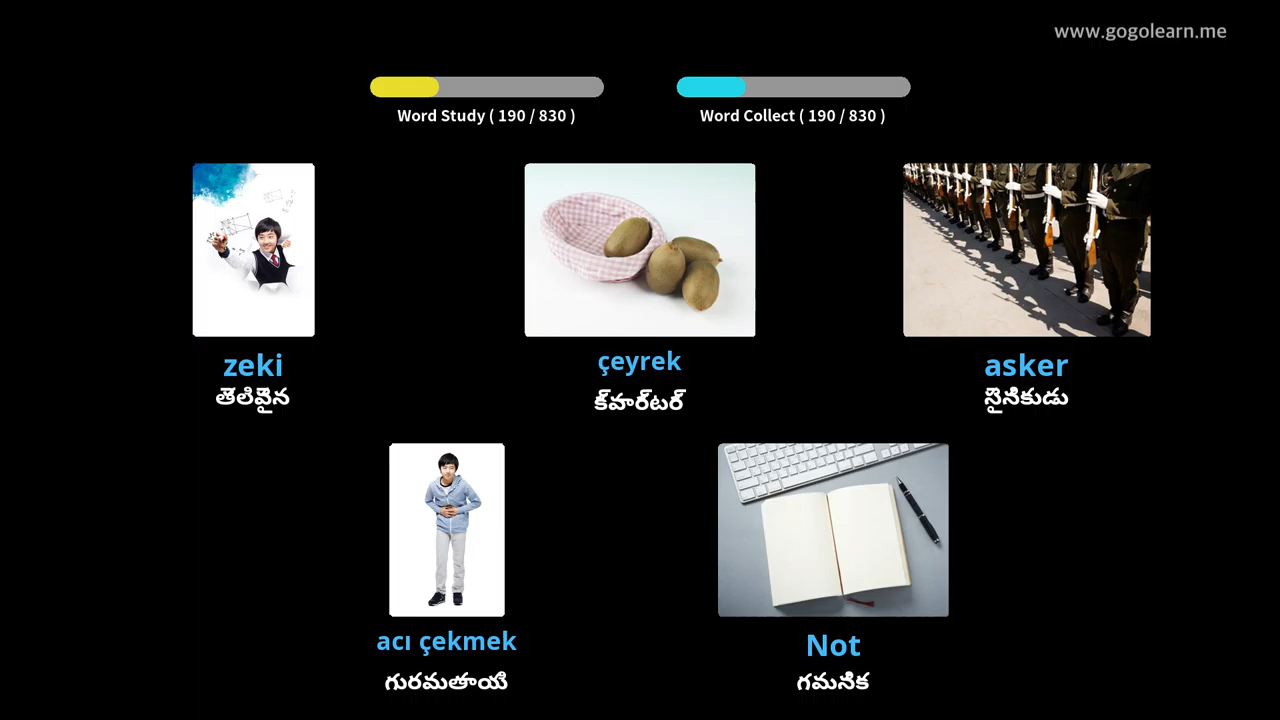 www.gogolearn.me
Word Study ( 190 / 830 )
Word Collect ( 190 / 830 )
zeki
తెలివైన
çeyrek
క్వార్టర్
asker
సైనికుడు
acı çekmek
గురవుతాయి
Not
గమనిక